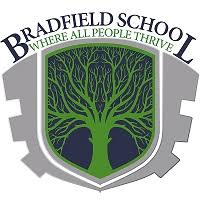 BRADFIELD SCHOOL
WHERE ALL PEOPLE THRIVE